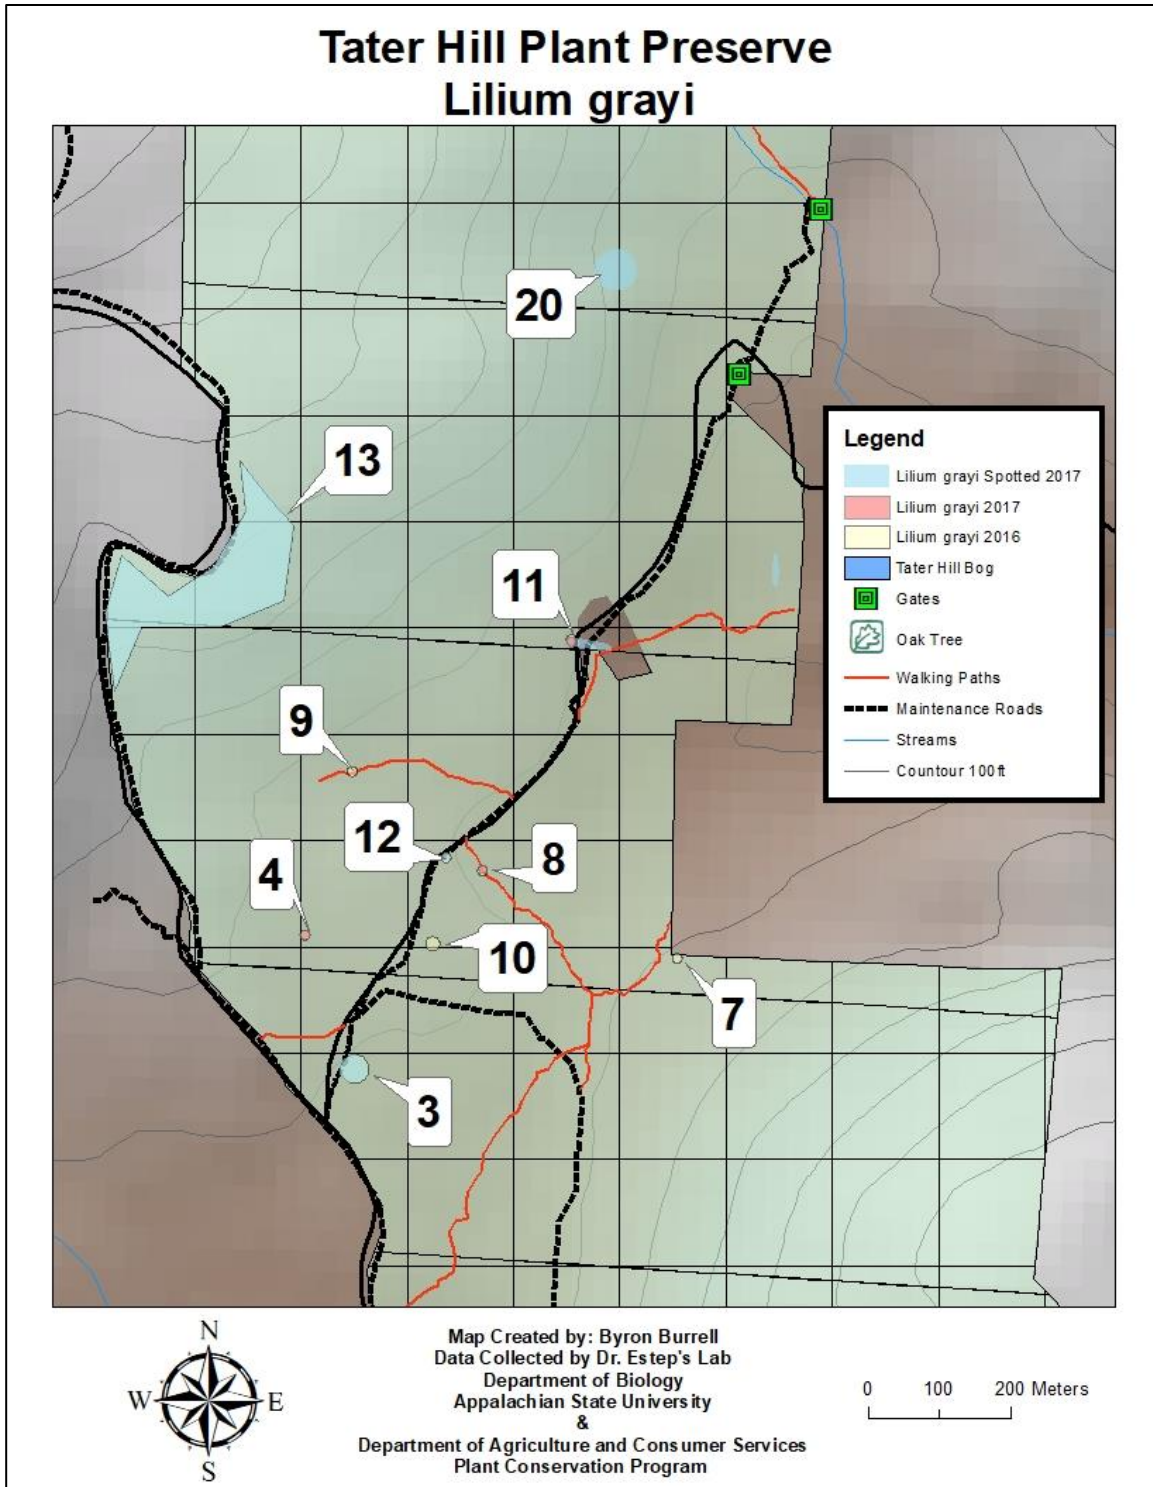 Tater Hill Plant Preserve
Lilium grayi
20
13
11
9
12
8
4
10
7
3
Legend
Lilium grayi Spotted 2017
Lilium grayi 2017
Lilium grayi 2016
Tater Hill Bog
Gates
Oak Tree
Walking Paths
Maintenance Roads
Streams
Countour 100ft
N
W
E
S
Map Created by: Byron Burrell
Data Collected by Dr. Estep's Lab
Department of Biology
Appalachian State University
&
Department of Agriculture and Consumer Services
Plant Conservation Program
0 100 200 Meters